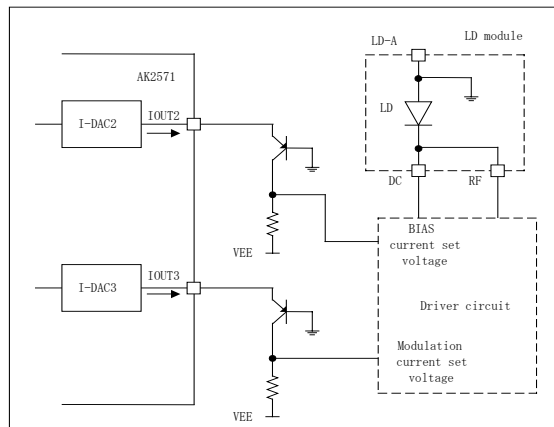 LD module
LD-A
AK2571
I-DAC2
IOUT2
LD
DC
RF
VEE
BIAS
current set
voltage
I-DAC3
IOUT3
Driver circuit
Modulation
current set
voltage
VEE